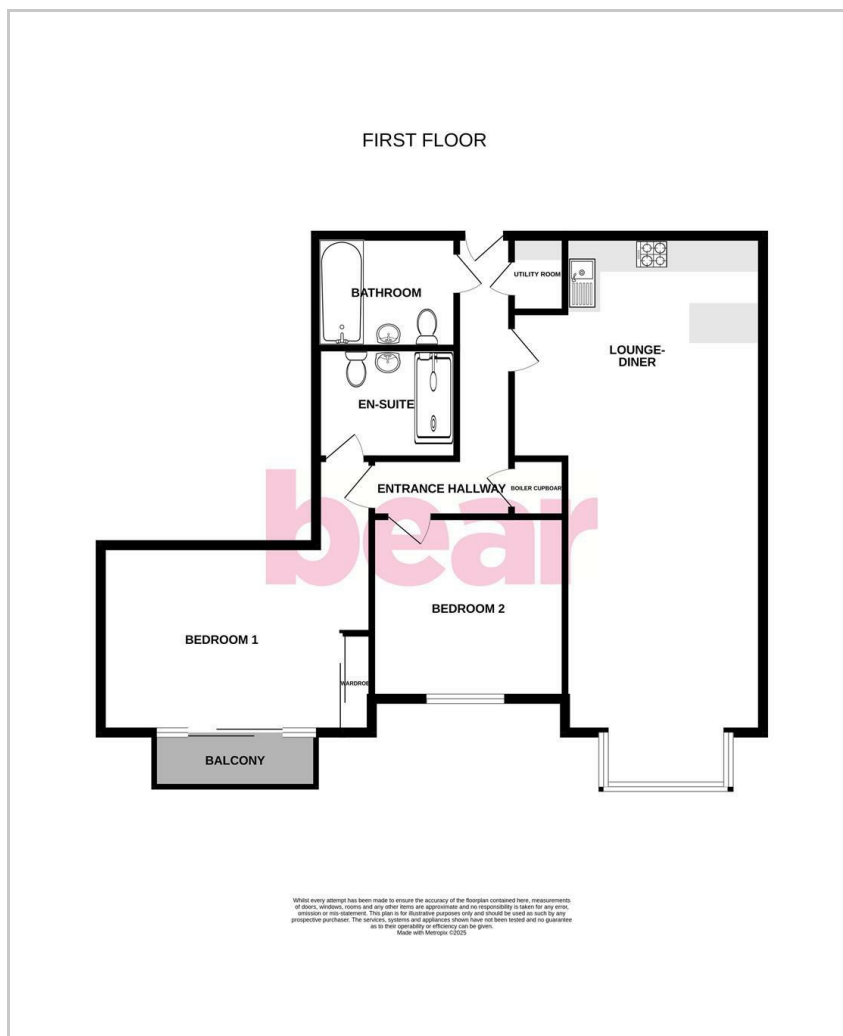 FIRST FLOOR
BATHROOM
UTILITY ROOM
LOUNGE-
DINER
EN-SUITE
ENTRANCE HALLWAY
BOILER CUPBOAR
bear
BEDROOM 2
BEDROOM 1
WARDROB
BALCONY
Whilst every attempt has been made to ensure the accuracy of the floorplan contained here, measurements
of doors, windows, rooms and any other items are approximate and no responsibility is taken for any error,
omission or mis-statement. This plan is for illustrative purposes only and should be used as such by any
prospective purchaser. The services, systems and appliances shown have not been tested and no guarantee
as to their operability or efficiency can be given.
Made with Metropix ©2025